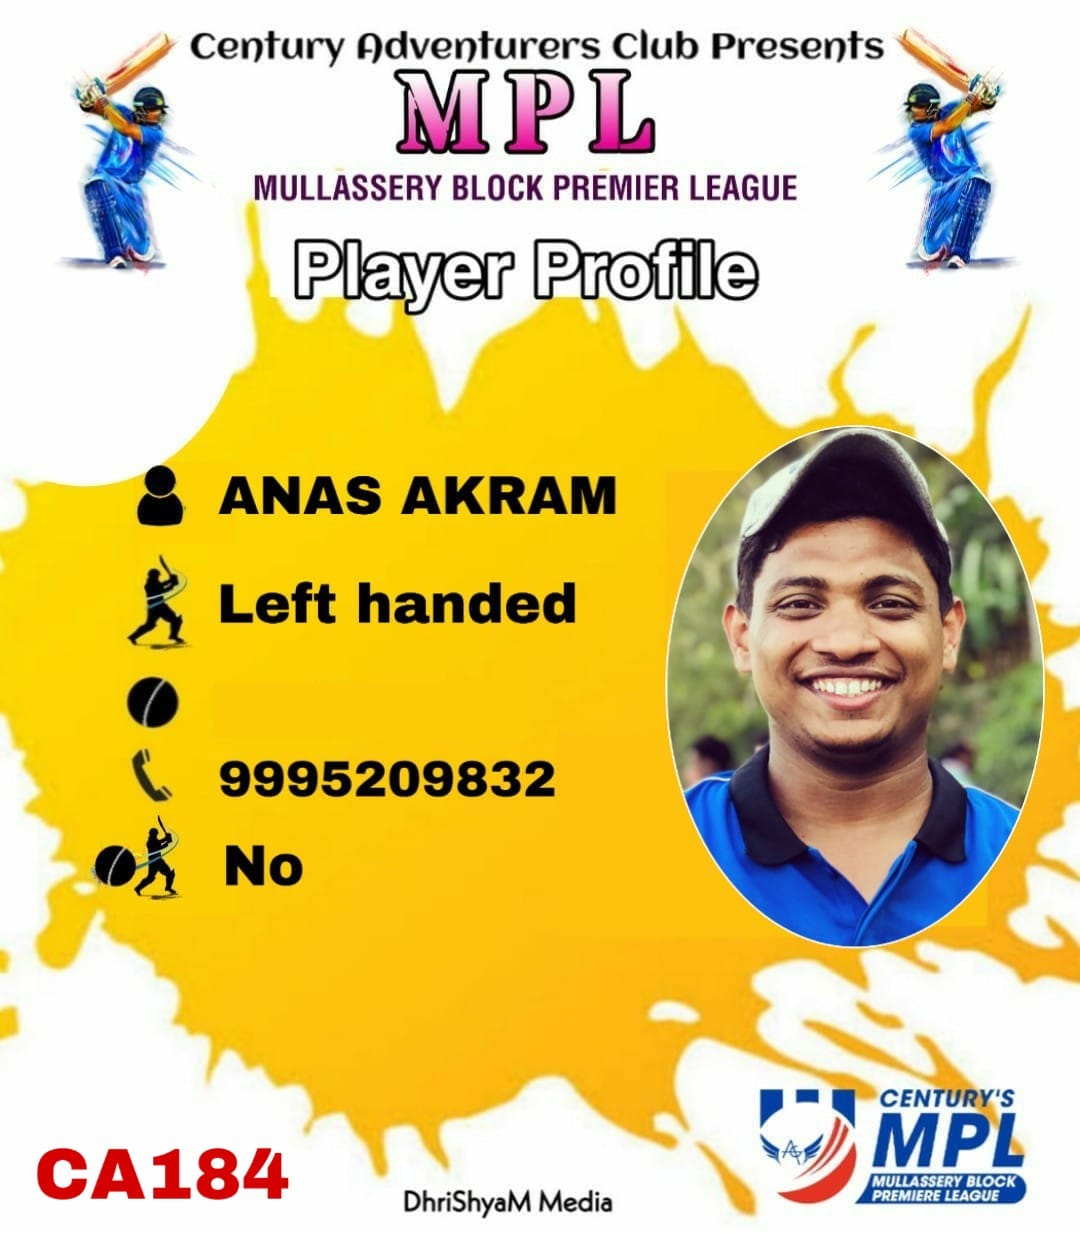 Century Adventurers Club Presents
MPL
MULLASSERY BLOCK PREMIER LEAGUE
Player Profile
ANAS AKRAM
Left handed
9995209832
No
CA184
DhriShyaM Media
CENTURY'S
MPL
MULLASSERY BLOCK
PREMIERE LEAGUE